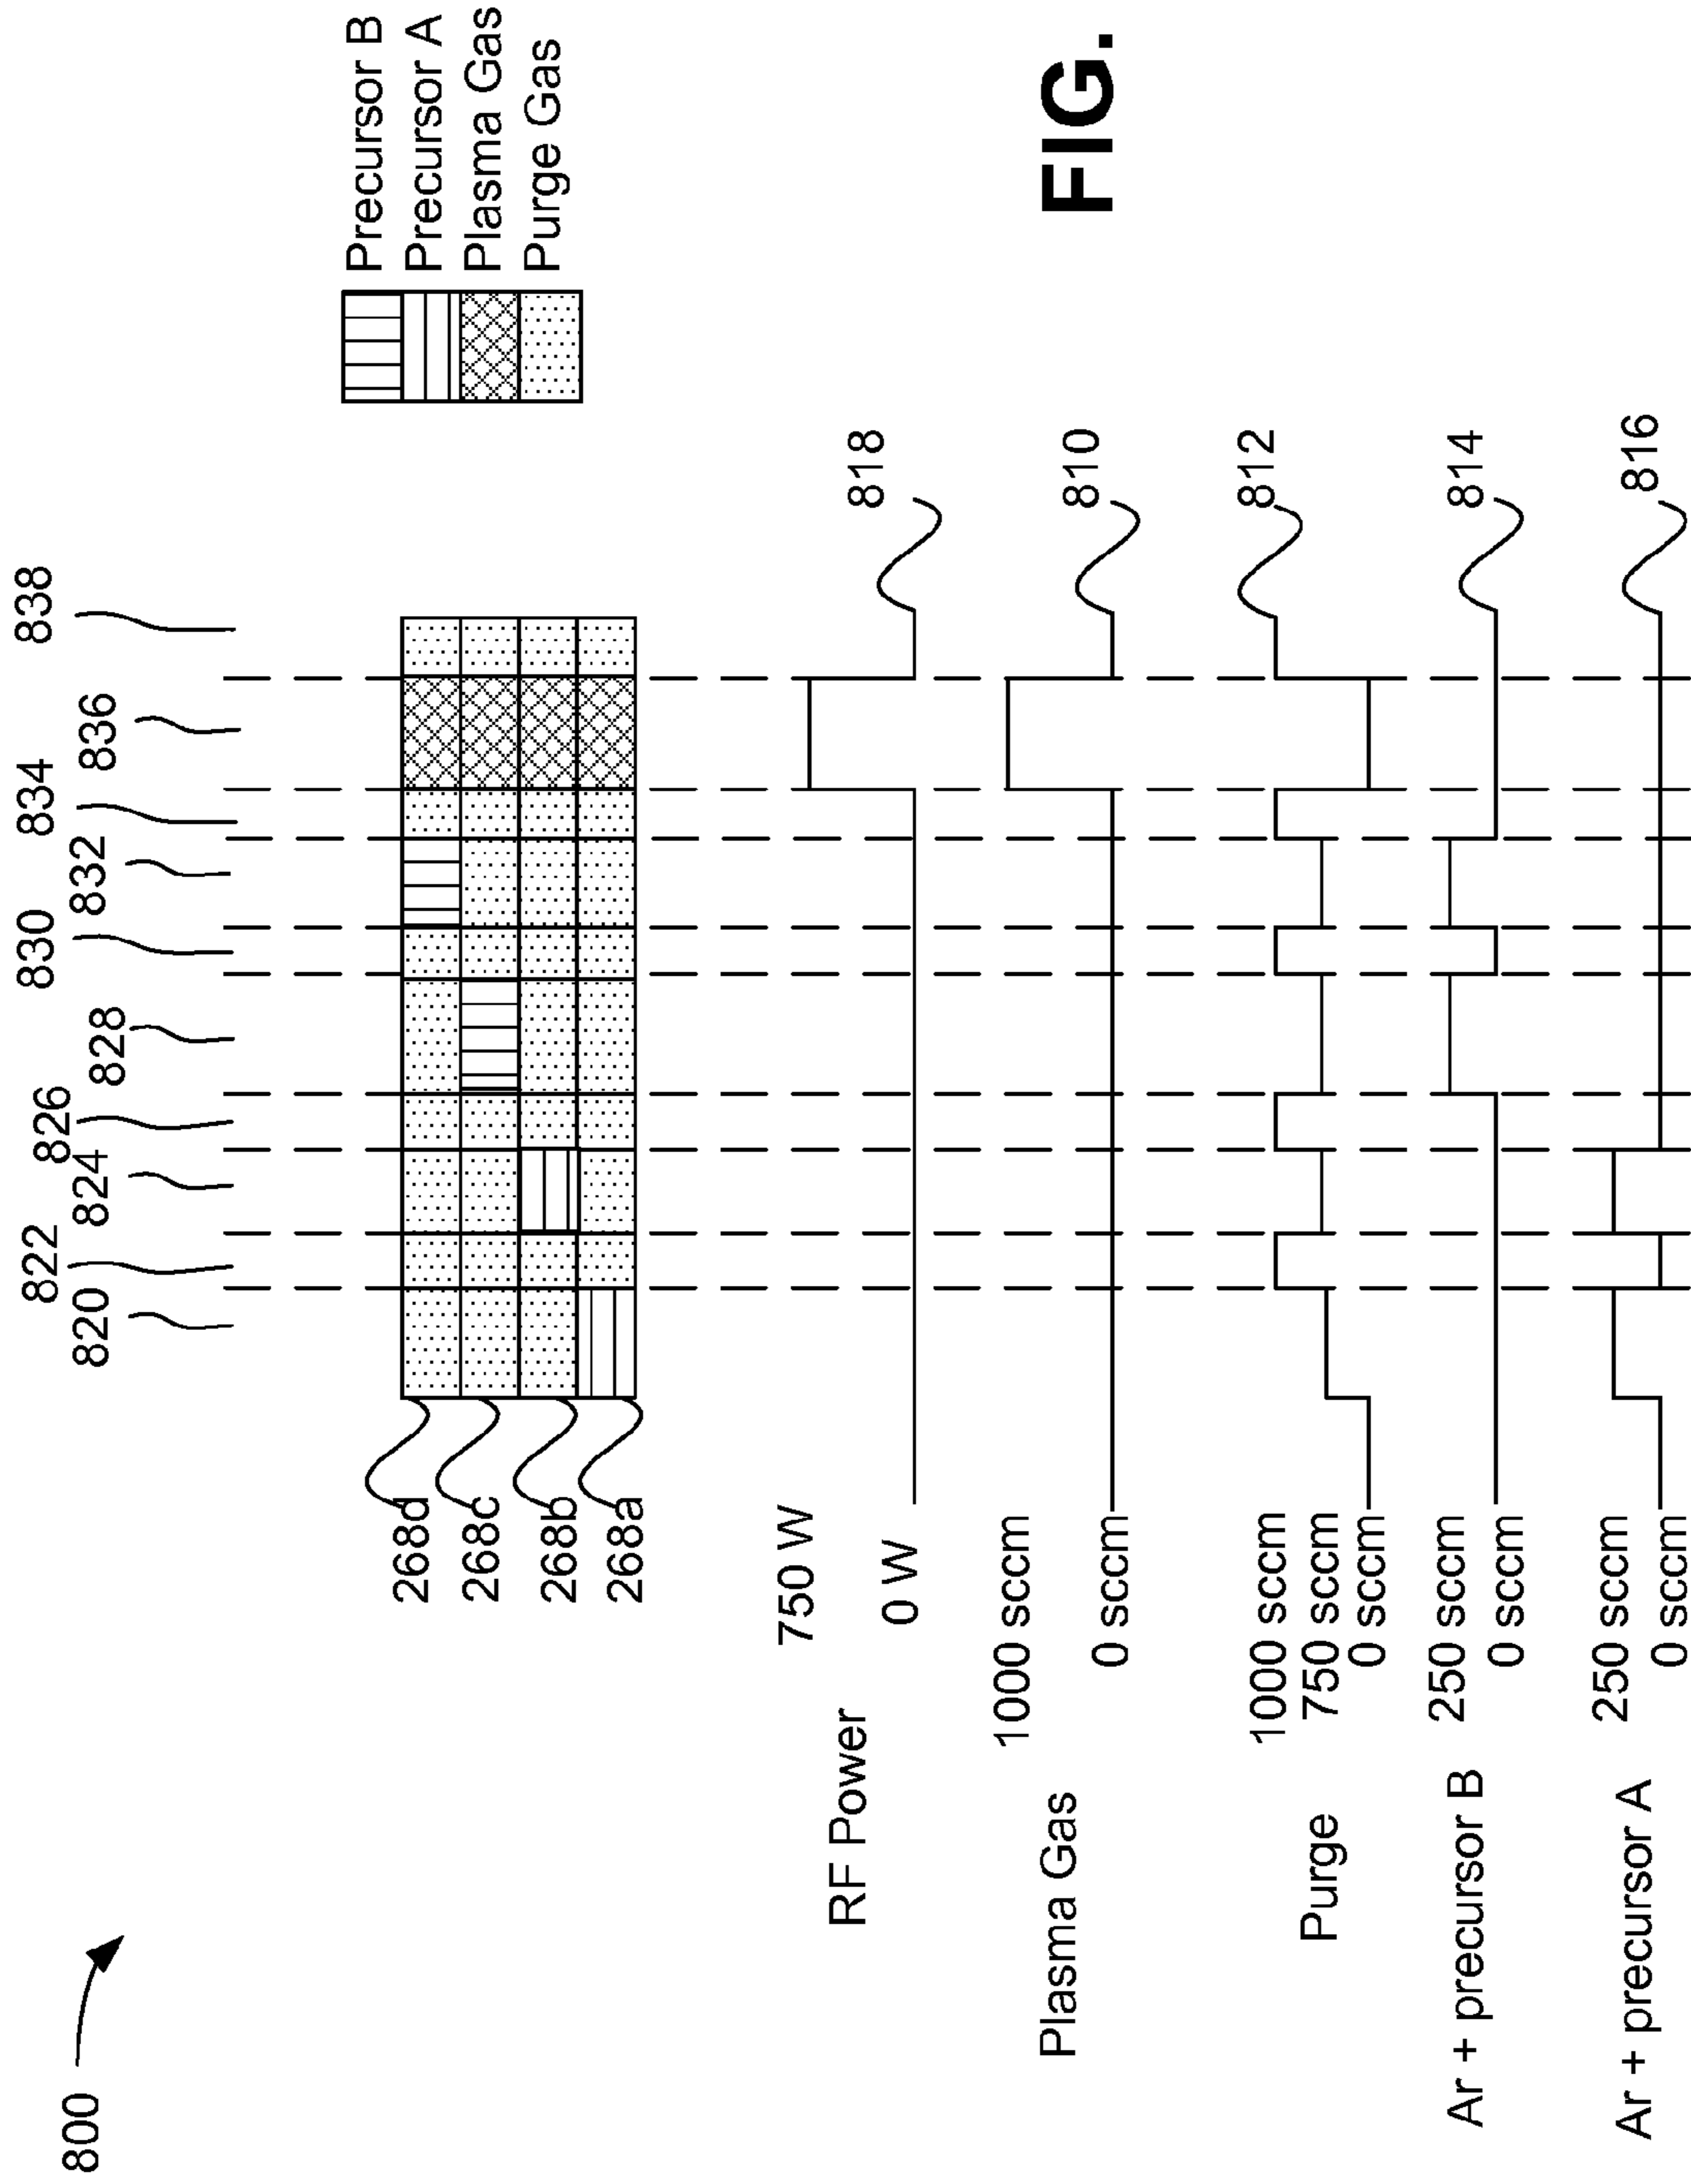 800
820
822
824
826
828
830
832
834
836
838
Precursor B
Precursor A
Plasma Gas
Purge Gas
268d
268c
268b
268a
RF Power
750 W
0 W
818
Plasma Gas
1000 sccm
0 sccm
810
Purge
1000 sccm
750 sccm
0 sccm
812
Ar + precursor B
250 sccm
0 sccm
814
Ar + precursor A
250 sccm
0 sccm
816
FIG.